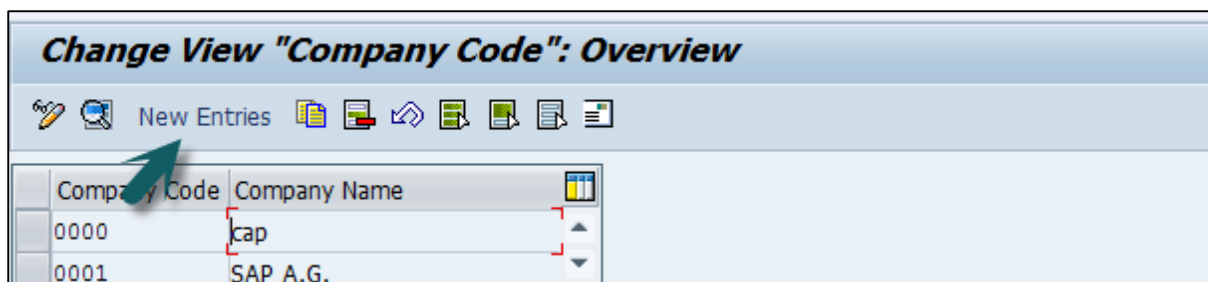 Change View "Company Code": Overview
New Entries
Company Code Company Name
0000 cap
0001 SAP A.G.